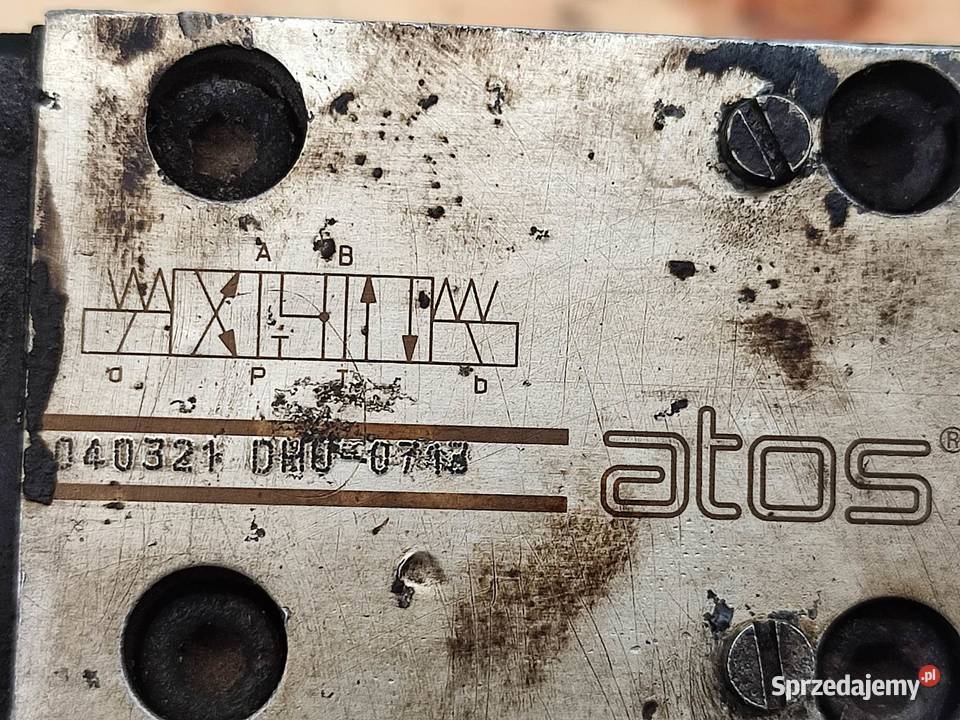 A B
a P T b
040321 DHU-0713
atos®
Sprzedajemy.pl